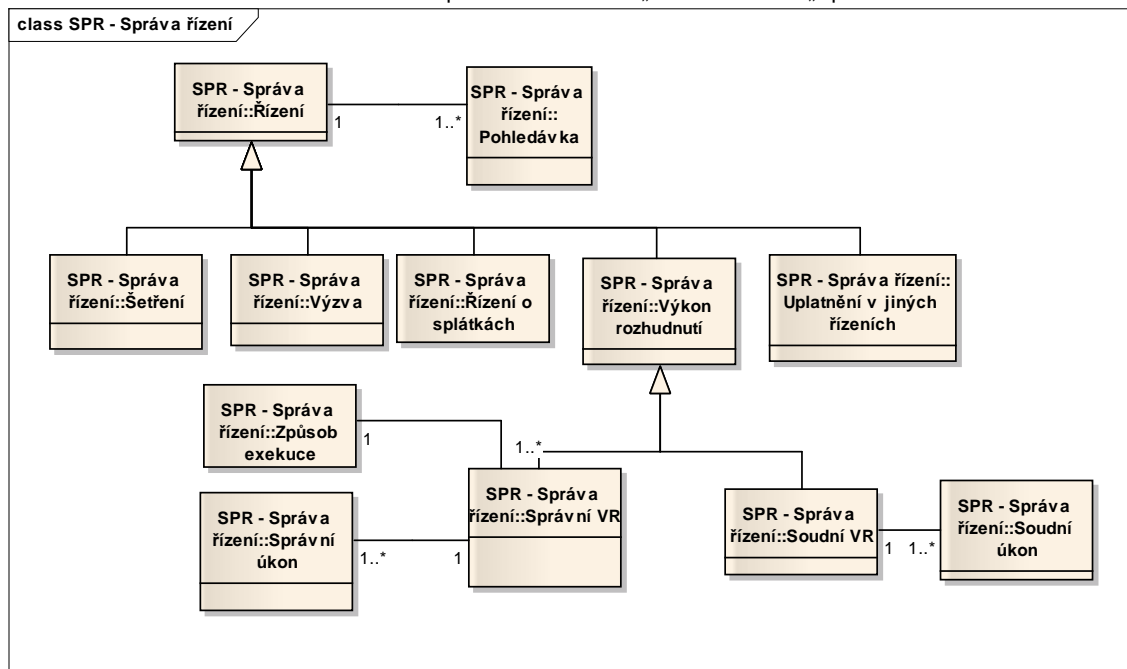 class SPR - Správa řízení
SPR - Správa
řízení::Řízení
SPR - Správa
řízení::
Pohledávka
1
1..*
SPR - Správa
řízení::Šetření
SPR - Správa
řízení::Výzva
SPR - Správa
řízení::Řízení o
splátkách
SPR - Správa
řízení::Výkon
rozhudnutí
SPR - Správa řízení::
Uplatnění v jiných
řízeních
SPR - Správa
řízení::Způsob
exekuce
1
1..*
SPR - Správa
řízení::Správní
úkon
1..*
1
SPR - Správa
řízení::Správní VR
SPR - Správa
řízení::Soudní VR
1
1..*
SPR - Správa
řízení::Soudní
úkon